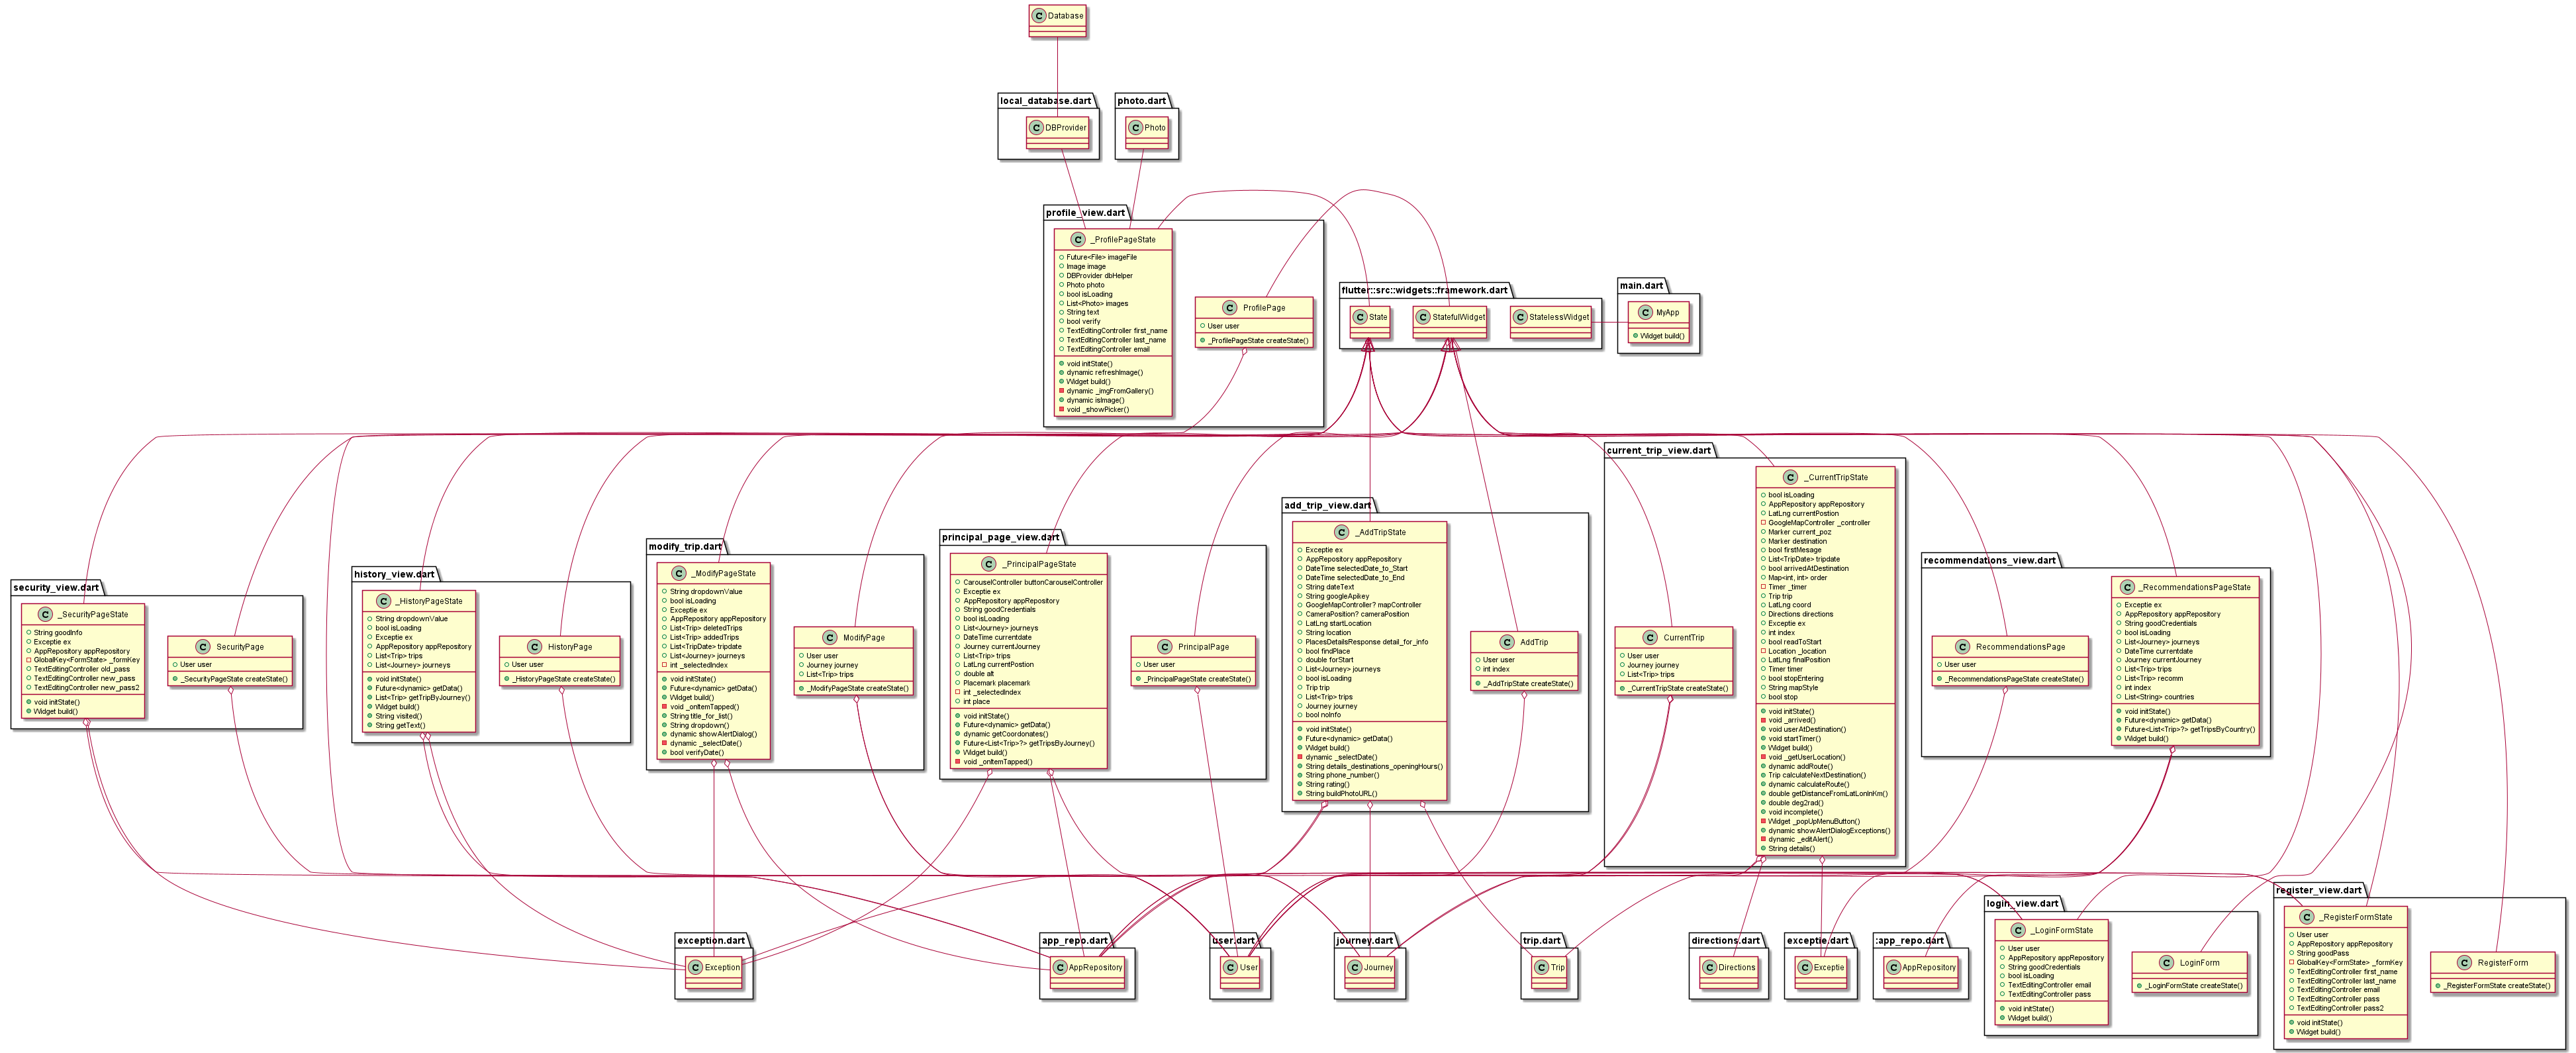 Database
local_database.dart
DBProvider
photo.dart
Photo
profile_view.dart
_ProfilePageState
Future<File> imageFile
Image image
DBProvider dbHelper
Photo photo
bool isLoading
List<Photo> images
String text
bool verify
TextEditingController first_name
TextEditingController last_name
TextEditingController email
void initState()
dynamic refreshImage()
Widget build()
dynamic _imgFromGallery()
dynamic isImage()
void _showPicker()
ProfilePage
User user
_ProfilePageState createState()
flutter::src::widgets::framework.dart
State
StatefulWidget
StatelessWidget
main.dart
MyApp
Widget build()
security_view.dart
_SecurityPageState
String goodInfo
Exceptie ex
AppRepository appRepository
GlobalKey<FormState> _formKey
TextEditingController old_pass
TextEditingController new_pass
TextEditingController new_pass2
void initState()
Widget build()
SecurityPage
User user
_SecurityPageState createState()
history_view.dart
_HistoryPageState
String dropdownValue
bool isLoading
Exceptie ex
AppRepository appRepository
List<Trip> trips
List<Journey> journeys
void initState()
Future<dynamic> getData()
List<Trip> getTripByJourney()
Widget build()
String visited()
String getText()
HistoryPage
User user
_HistoryPageState createState()
modify_trip.dart
_ModifyPageState
String dropdownValue
bool isLoading
Exceptie ex
AppRepository appRepository
List<Trip> deletedTrips
List<Trip> addedTrips
List<TripDate> tripdate
List<Journey> journeys
int _selectedIndex
void initState()
Future<dynamic> getData()
Widget build()
void _onItemTapped()
String title_for_list()
String dropdown()
dynamic showAlertDialog()
dynamic _selectDate()
bool verifyDate()
ModifyPage
User user
Journey journey
List<Trip> trips
_ModifyPageState createState()
principal_page_view.dart
_PrincipalPageState
CarouselController buttonCarouselController
Exceptie ex
AppRepository appRepository
String goodCredentials
bool isLoading
List<Journey> journeys
DateTime currentdate
Journey currentJourney
List<Trip> trips
LatLng currentPostion
double alt
Placemark placemark
int _selectedIndex
int place
void initState()
Future<dynamic> getData()
dynamic getCoordonates()
Future<List<Trip>?> getTripsByJourney()
Widget build()
void _onItemTapped()
PrincipalPage
User user
_PrincipalPageState createState()
add_trip_view.dart
_AddTripState
Exceptie ex
AppRepository appRepository
DateTime selectedDate_to_Start
DateTime selectedDate_to_End
String dateText
String googleApikey
GoogleMapController? mapController
CameraPosition? cameraPosition
LatLng startLocation
String location
PlacesDetailsResponse detail_for_info
bool findPlace
double forStart
List<Journey> journeys
bool isLoading
Trip trip
List<Trip> trips
Journey journey
bool noInfo
void initState()
Future<dynamic> getData()
Widget build()
dynamic _selectDate()
String details_destinations_openingHours()
String phone_number()
String rating()
String buildPhotoURL()
AddTrip
User user
int index
_AddTripState createState()
current_trip_view.dart
CurrentTrip
User user
Journey journey
List<Trip> trips
_CurrentTripState createState()
_CurrentTripState
bool isLoading
AppRepository appRepository
LatLng currentPostion
GoogleMapController _controller
Marker current_poz
Marker destination
bool firstMesage
List<TripDate> tripdate
bool arrivedAtDestination
Map<int, int> order
Timer _timer
Trip trip
LatLng coord
Directions directions
Exceptie ex
int index
bool readToStart
Location _location
LatLng finalPosition
Timer timer
bool stopEntering
String mapStyle
bool stop
void initState()
void _arrived()
void userAtDestination()
void startTimer()
Widget build()
void _getUserLocation()
dynamic addRoute()
Trip calculateNextDestination()
dynamic calculateRoute()
double getDistanceFromLatLonInKm()
double deg2rad()
void incomplete()
Widget _popUpMenuButton()
dynamic showAlertDialogExceptions()
dynamic _editAlert()
String details()
recommendations_view.dart
RecommendationsPage
User user
_RecommendationsPageState createState()
_RecommendationsPageState
Exceptie ex
AppRepository appRepository
String goodCredentials
bool isLoading
List<Journey> journeys
DateTime currentdate
Journey currentJourney
List<Trip> trips
List<Trip> recomm
int index
List<String> countries
void initState()
Future<dynamic> getData()
Future<List<Trip>?> getTripsByCountry()
Widget build()
exception.dart
Exception
app_repo.dart
AppRepository
user.dart
User
journey.dart
Journey
trip.dart
Trip
directions.dart
Directions
exceptie.dart
Exceptie
:app_repo.dart
AppRepository
login_view.dart
_LoginFormState
User user
AppRepository appRepository
String goodCredentials
bool isLoading
TextEditingController email
TextEditingController pass
void initState()
Widget build()
LoginForm
_LoginFormState createState()
register_view.dart
_RegisterFormState
User user
AppRepository appRepository
String goodPass
GlobalKey<FormState> _formKey
TextEditingController first_name
TextEditingController last_name
TextEditingController email
TextEditingController pass
TextEditingController pass2
void initState()
Widget build()
RegisterForm
_RegisterFormState createState()